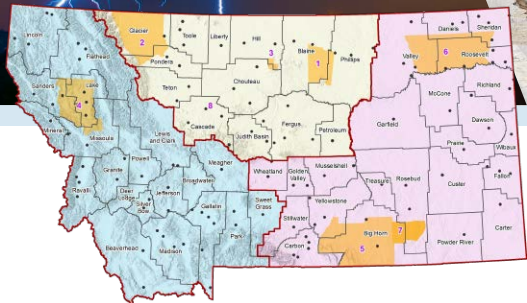 Lincoln
Flathead
Glacier
2
Toole
Liberty
Hill
3
Blaine
1
Phillips
Daniels
Sheridan
Valley
6
Roosevelt
Pondera
Teton
Chouteau
Sanders
Lake
4
Mineral
Missoula
Lewis
and Clark
8
Cascade
Judith Basin
Fergus
Petroleum
Garfield
McCone
Richland
Dawson
Prairie
Wibaux
Powell
Granite
Ravalli
Deer
Lodge
Silver
Bow
Jefferson
Broadwater
Meagher
Wheatland
Golden
Valley
Musselshell
Treasure
Rosebud
Custer
Fallon
Beaverhead
Madison
Gallatin
Park
Sweet
Grass
Stillwater
Carbon
Yellowstone
Big Horn
5
7
Powder River
Carter